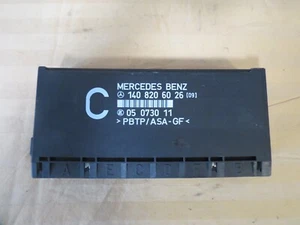 C
MERCEDES BENZ
140 820 60 26 [09]
05 0730 11
> PBTP/ASA-GF <